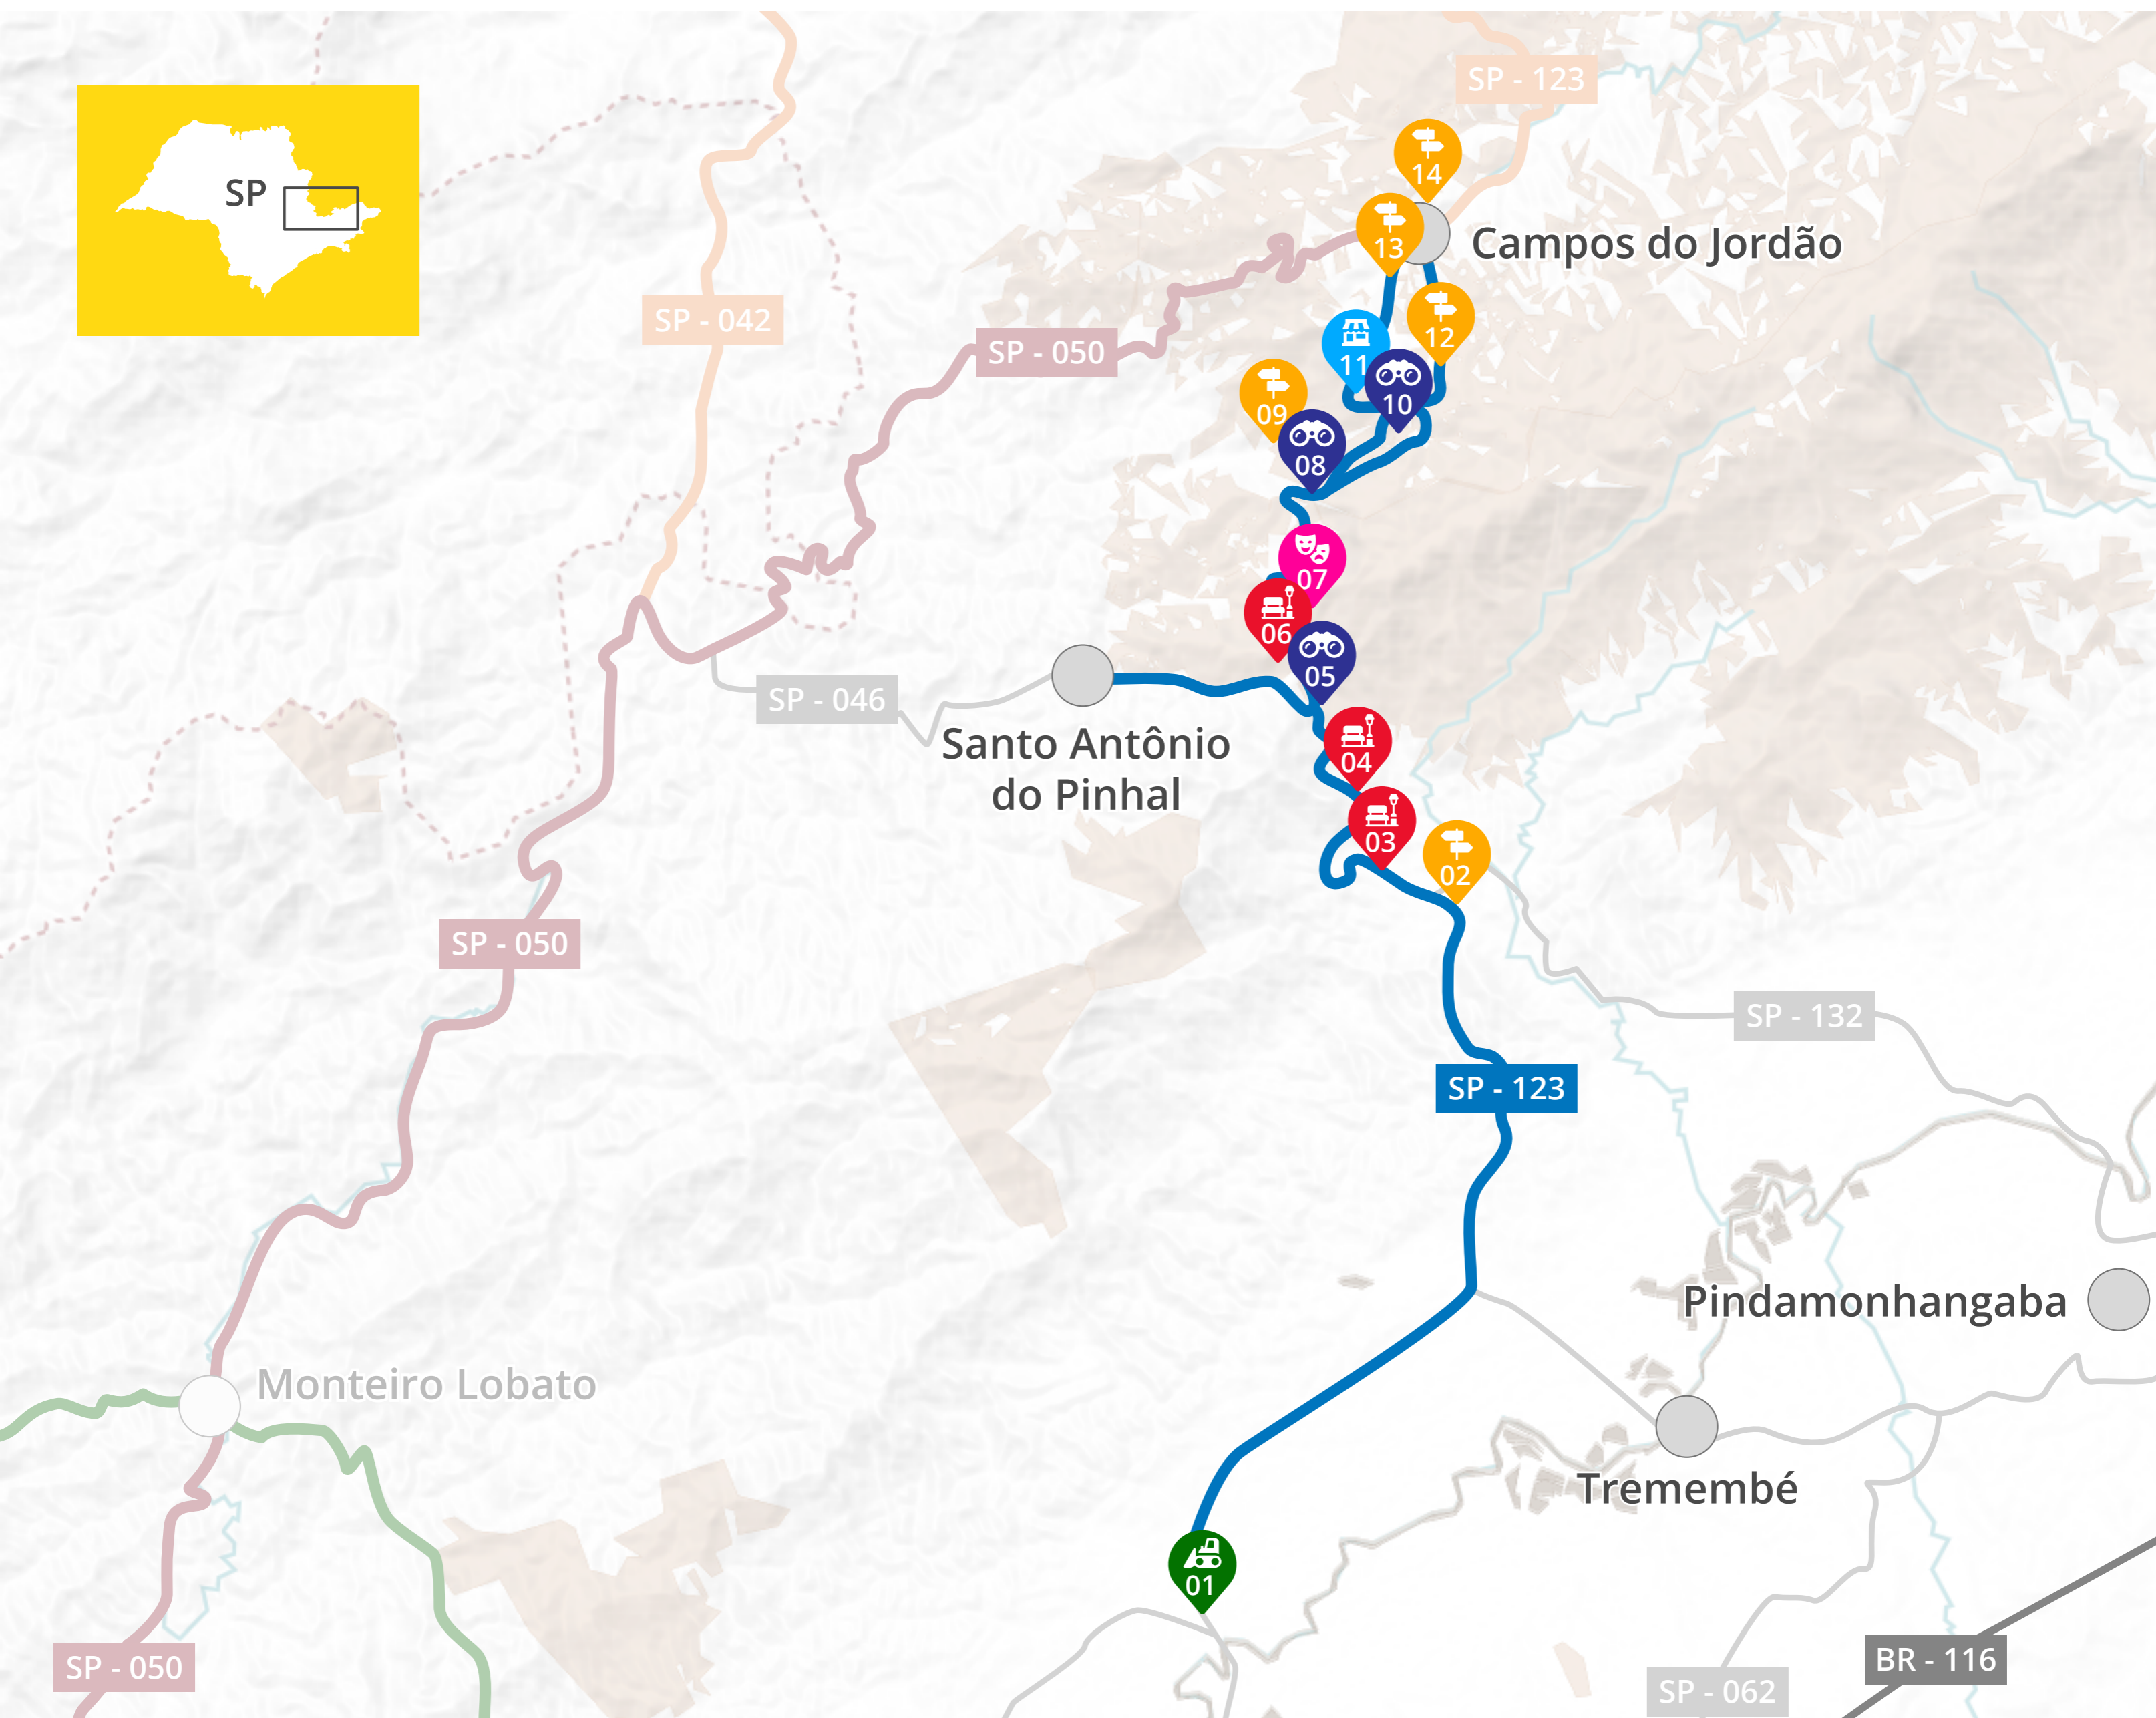 SP - 123
SP
14
Campos do Jordão
13
SP - 042
12
SP - 050
11
10
09
08
07
06
05
SP - 046
Santo Antônio
do Pinhal
04
03
02
SP - 050
SP - 132
SP - 123
Pindamonhangaba
Monteiro Lobato
Tremembé
01
SP - 050
BR - 116
SP - 062